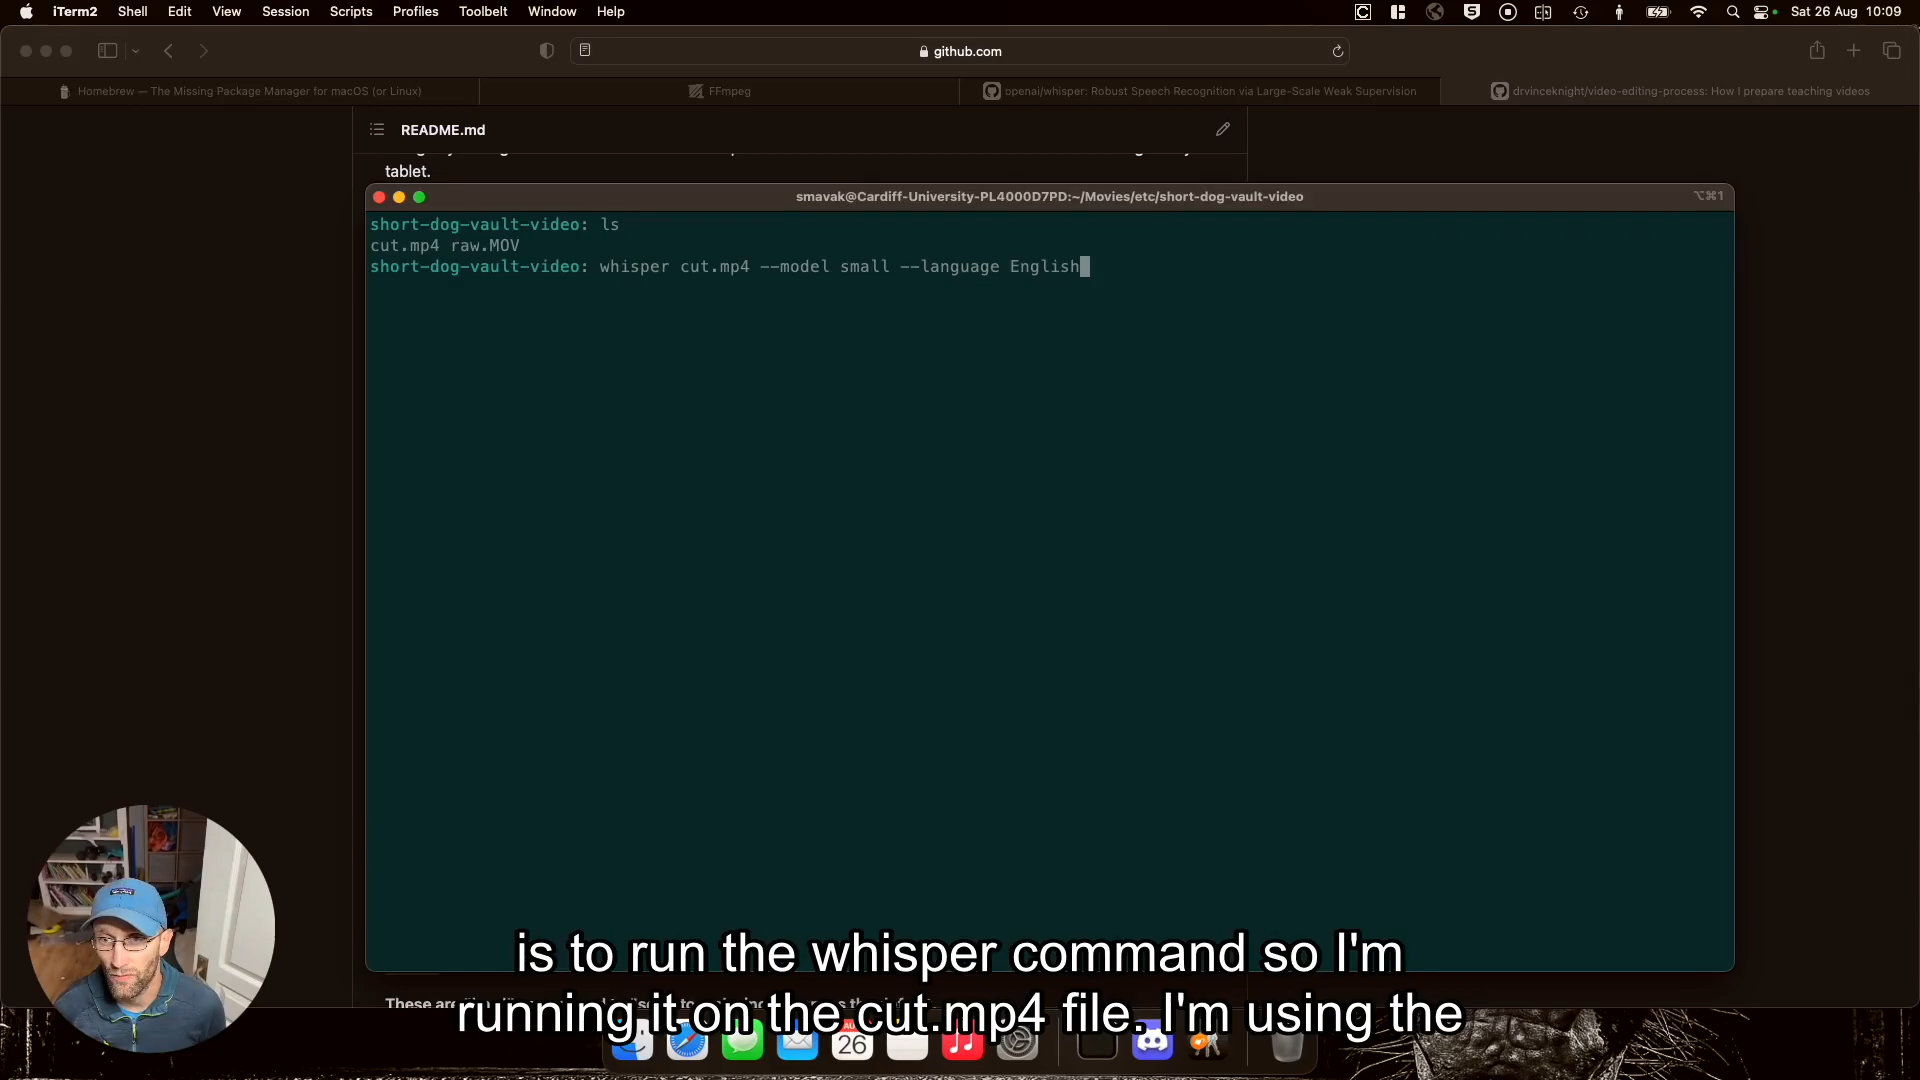 iTerm2 Shell Edit View Session Scripts Profiles Toolbelt Window Help Sat 26 Aug 10:09
github.com
Homebrew — The Missing Package Manager for macOS (or Linux) FFmpeg openai/whisper: Robust Speech Recognition via Large-Scale Weak Supervision drvinceknight/video-editing-process: How I prepare teaching videos
README.md
tablet.
smavak@Cardiff-University-PL4000D7PD:~/Movies/etc/short-dog-vault-video ⌥⌘1
short-dog-vault-video: ls
cut.mp4 raw.MOV
short-dog-vault-video: whisper cut.mp4 --model small --language English
is to run the whisper command so I'm
These are
running it on the cut.mp4 file. I'm using the
26